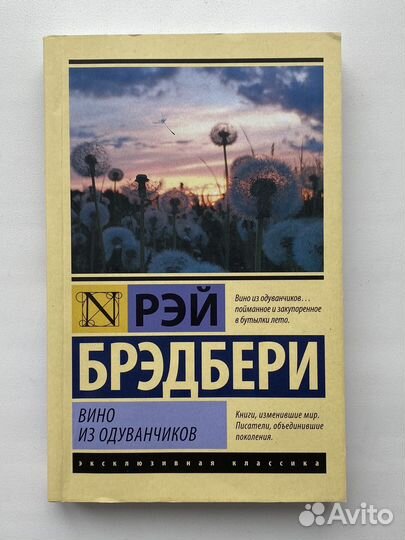 N
РЭЙ
Вино из одуванчиков...
пойманное и закупоренное
в бутылки лето.
БРЭДБЕРИ
ВИНО
ИЗ ОДУВАНЧИКОВ
Книги, изменившие мир.
Писатели, объединившие
поколения.
эксклюзивная классика
Avito